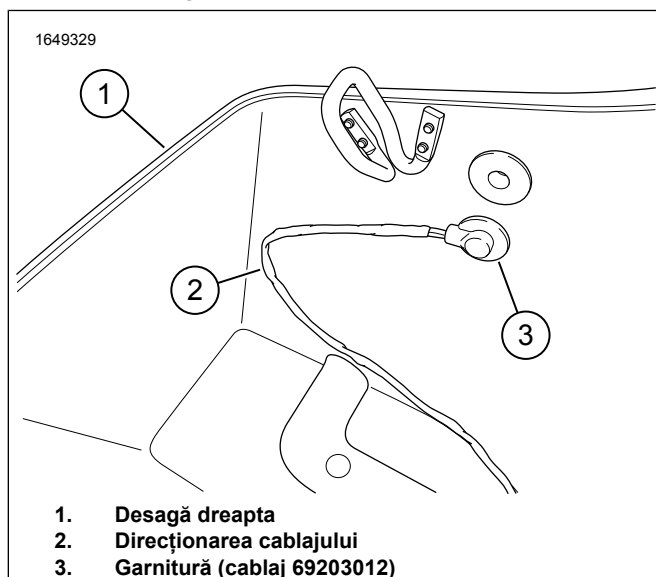 1649329
1
2
3
1. Desagă dreapta
2. Direcționarea cablajului
3. Garnitură (cablaj 69203012)